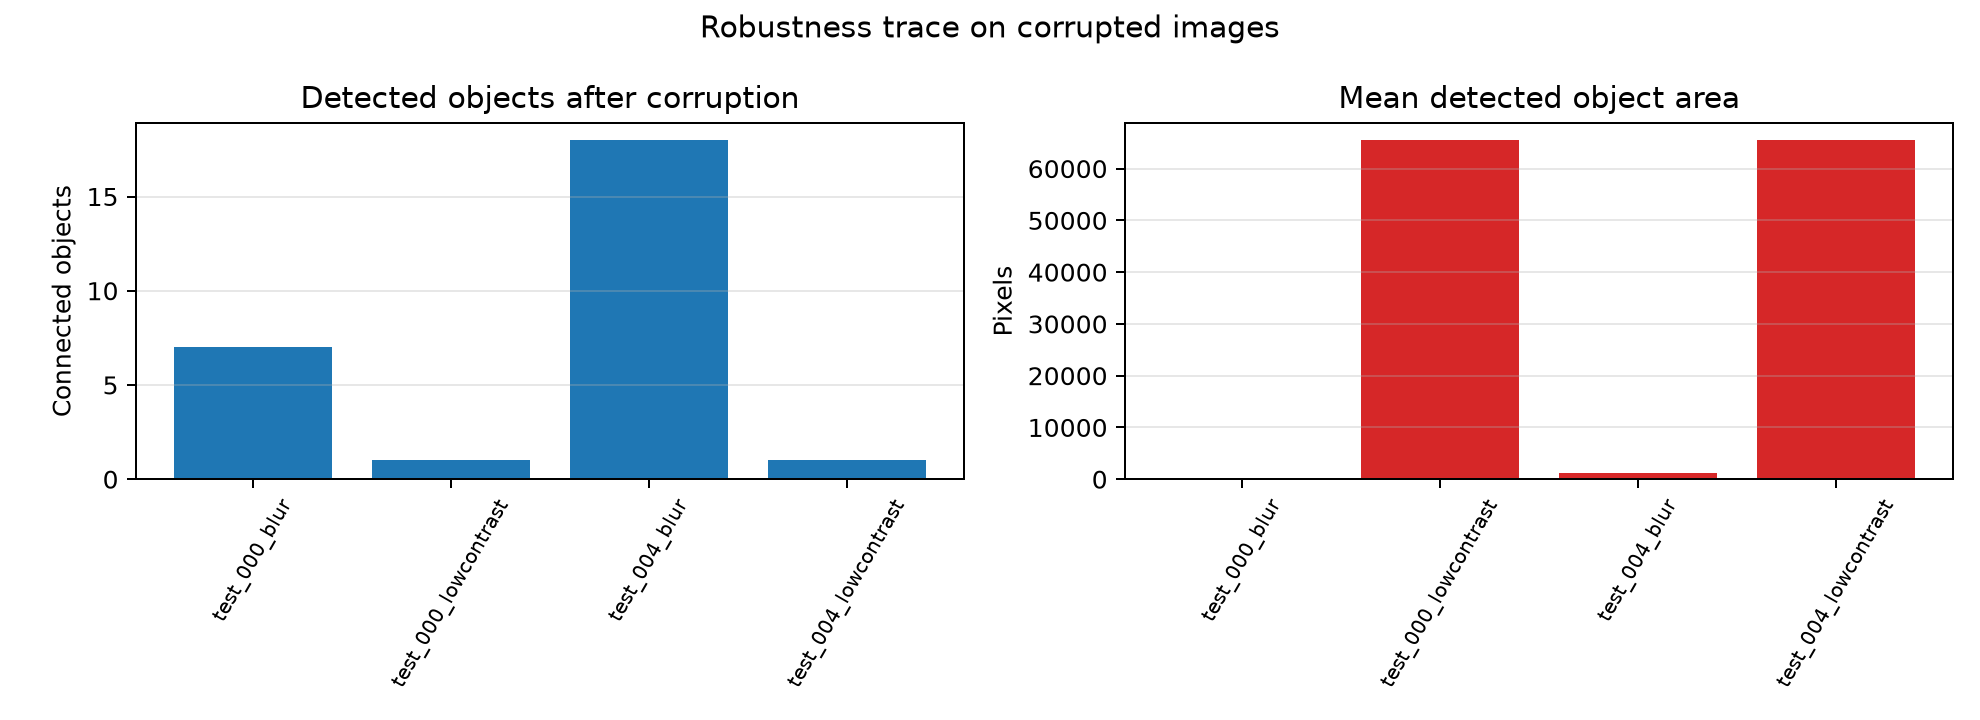 Robustness trace on corrupted images
Detected objects after corruption
Connected objects
15
10
5
0
test_000_blur
test_000_lowcontrast
test_004_blur
test_004_lowcontrast
Mean detected object area
Pixels
60000
50000
40000
30000
20000
10000
0
test_000_blur
test_000_lowcontrast
test_004_blur
test_004_lowcontrast